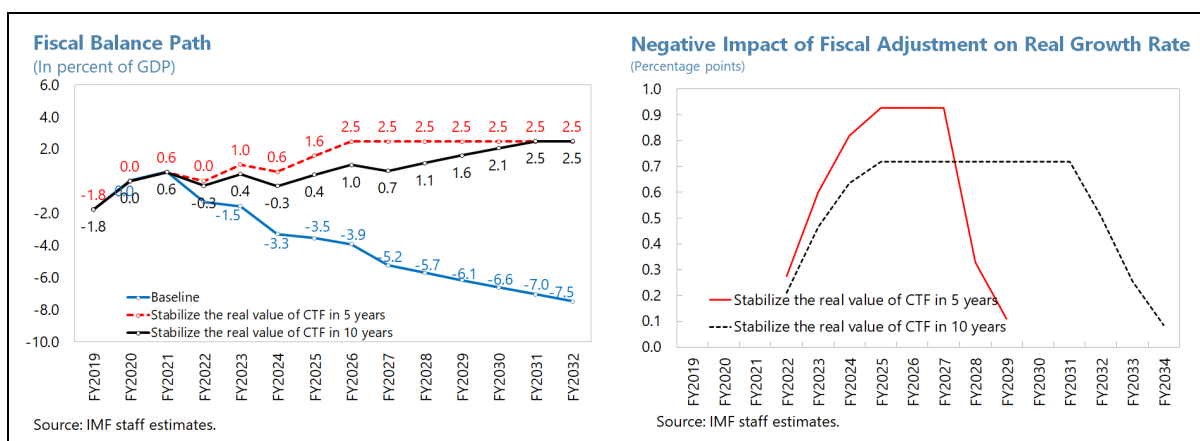 Fiscal Balance Path
(In percent of GDP)
6.0
4.0
2.0
0.0
-2.0
-4.0
-6.0
-8.0
-10.0
-1.8 0.0 0.6 0.0 1.0 0.6 1.6 2.5 2.5 2.5 2.5 2.5 2.5 2.5
-1.8 0.0 0.6 -0.3 0.4 -0.3 0.4 1.0 0.7 1.1 1.6 2.1 2.5 2.5
0.0 -1.5 -3.3 -3.5 -3.9 -5.2 -5.7 -6.1 -6.6 -7.0 -7.5
Baseline
Stabilize the real value of CTF in 5 years
Stabilize the real value of CTF in 10 years
FY2019 FY2020 FY2021 FY2022 FY2023 FY2024 FY2025 FY2026 FY2027 FY2028 FY2029 FY2030 FY2031 FY2032
Source: IMF staff estimates.
Negative Impact of Fiscal Adjustment on Real Growth Rate
(Percentage points)
1.0
0.9
0.8
0.7
0.6
0.5
0.4
0.3
0.2
0.1
0.0
Stabilize the real value of CTF in 5 years
Stabilize the real value of CTF in 10 years
FY2019 FY2020 FY2021 FY2022 FY2023 FY2024 FY2025 FY2026 FY2027 FY2028 FY2029 FY2030 FY2031 FY2032 FY2033 FY2034
Source: IMF staff estimates.